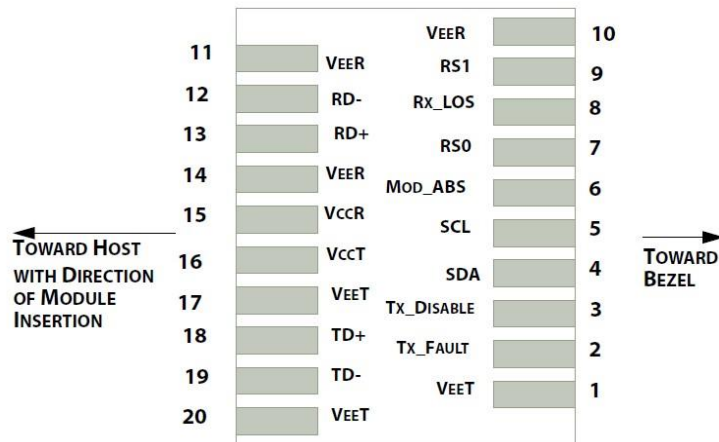 11 VEER
12 RD-
13 RD+
14 VEER
15 VCCR
16 VCCT
17 VEET
18 TD+
19 TD-
20 VEET
VEER 10
RS1 9
RX_LOS 8
RS0 7
MOD_ABS 6
SCL 5
SDA 4
TX_DISABLE 3
TX_FAULT 2
VEET 1
TOWARD HOST
WITH DIRECTION
OF MODULE
INSERTION
TOWARD
BEZEL